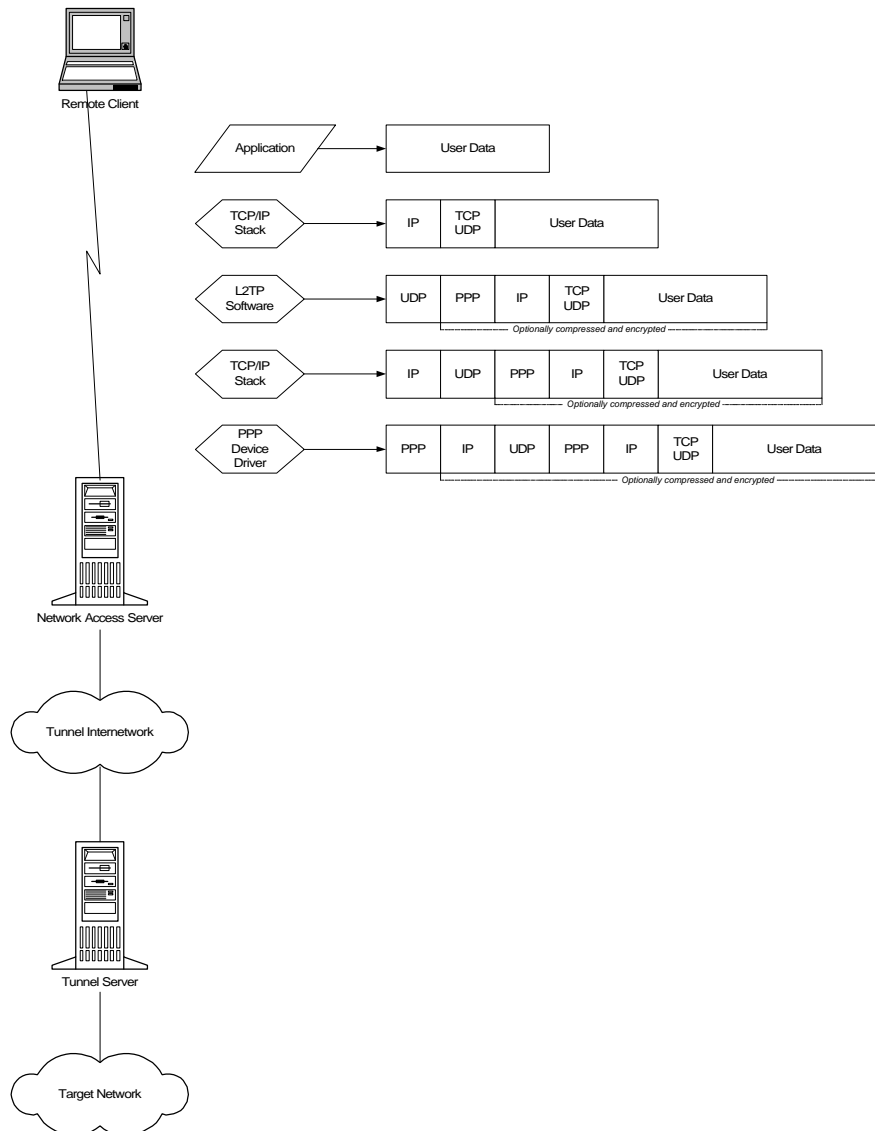 Remote Client
Application
User Data
TCP/IP
Stack
IP
TCP
UDP
User Data
L2TP
Software
UDP
PPP
IP
TCP
UDP
User Data
Optionally compressed and encrypted
TCP/IP
Stack
IP
UDP
PPP
IP
TCP
UDP
User Data
Optionally compressed and encrypted
PPP
Device
Driver
PPP
IP
UDP
PPP
IP
TCP
UDP
User Data
Optionally compressed and encrypted
Network Access Server
Tunnel Internetwork
Tunnel Server
Target Network